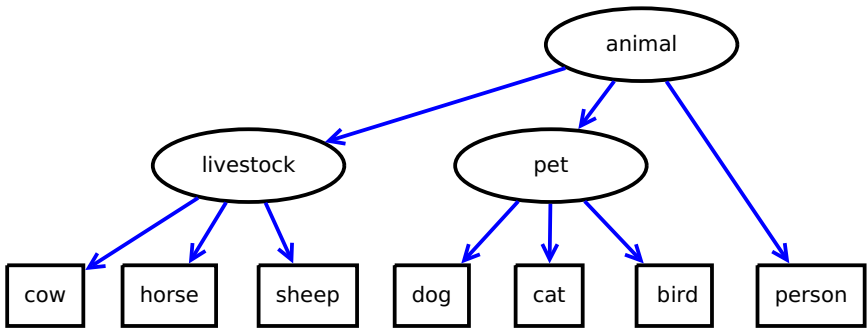 animal
livestock
pet
cow
horse
sheep
dog
cat
bird
person